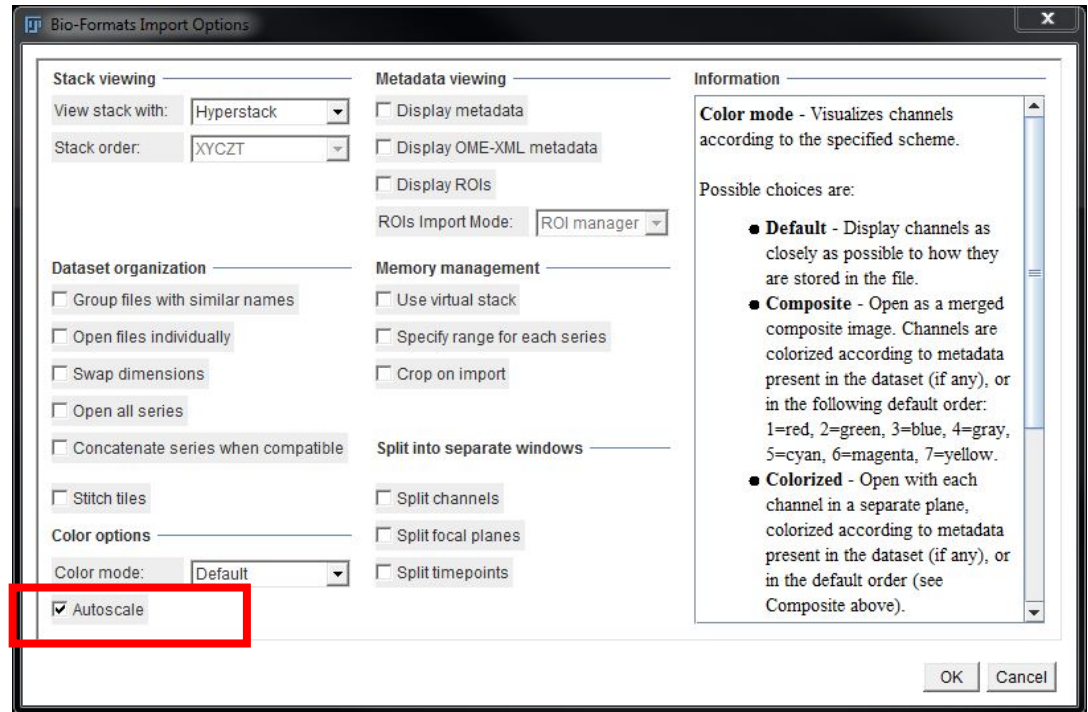 Bio-Formats Import Options
Stack viewing
View stack with: Hyperstack
Stack order: XYCZT
Metadata viewing
Display metadata
Display OME-XML metadata
Display ROIs
ROIs Import Mode: ROI manager
Dataset organization
Group files with similar names
Open files individually
Swap dimensions
Open all series
Concatenate series when compatible
Stitch tiles
Memory management
Use virtual stack
Specify range for each series
Crop on import
Split into separate windows
Split channels
Split focal planes
Split timepoints
Color options
Color mode: Default
Autoscale
Information
Color mode - Visualizes channels
according to the specified scheme.
Possible choices are:
Default - Display channels as
closely as possible to how they
are stored in the file.
Composite - Open as a merged
composite image. Channels are
colorized according to metadata
present in the dataset (if any), or
in the following default order:
1=red, 2=green, 3=blue, 4=gray,
5=cyan, 6=magenta, 7=yellow.
Colorized - Open with each
channel in a separate plane,
colorized according to metadata
present in the dataset (if any), or
in the default order (see
Composite above).
OK
Cancel